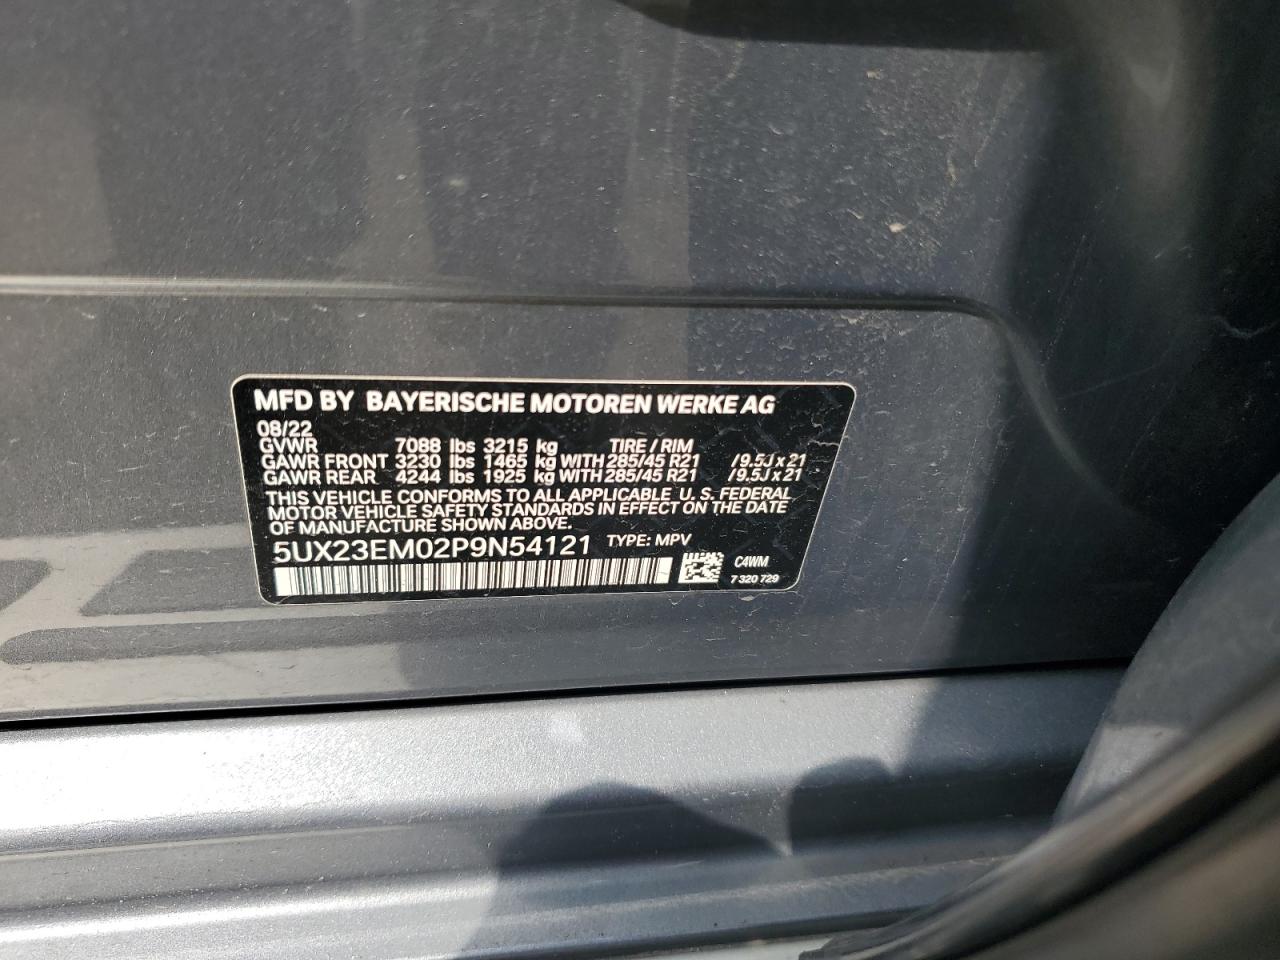 MFD BY BAYERISCHE MOTOREN WERKE AG
08/22
GVWR 7088 lbs 3215 kg TIRE / RIM
GAWR FRONT 3230 lbs 1465 kg WITH 285/45 R21 / 9.5J x 21
GAWR REAR 4244 lbs 1925 kg WITH 285/45 R21 / 9.5J x 21
THIS VEHICLE CONFORMS TO ALL APPLICABLE U. S. FEDERAL
MOTOR VEHICLE SAFETY STANDARDS IN EFFECT ON THE DATE
OF MANUFACTURE SHOWN ABOVE.
5UX23EM02P9N54121 TYPE: MPV
C4WM
7 320 729